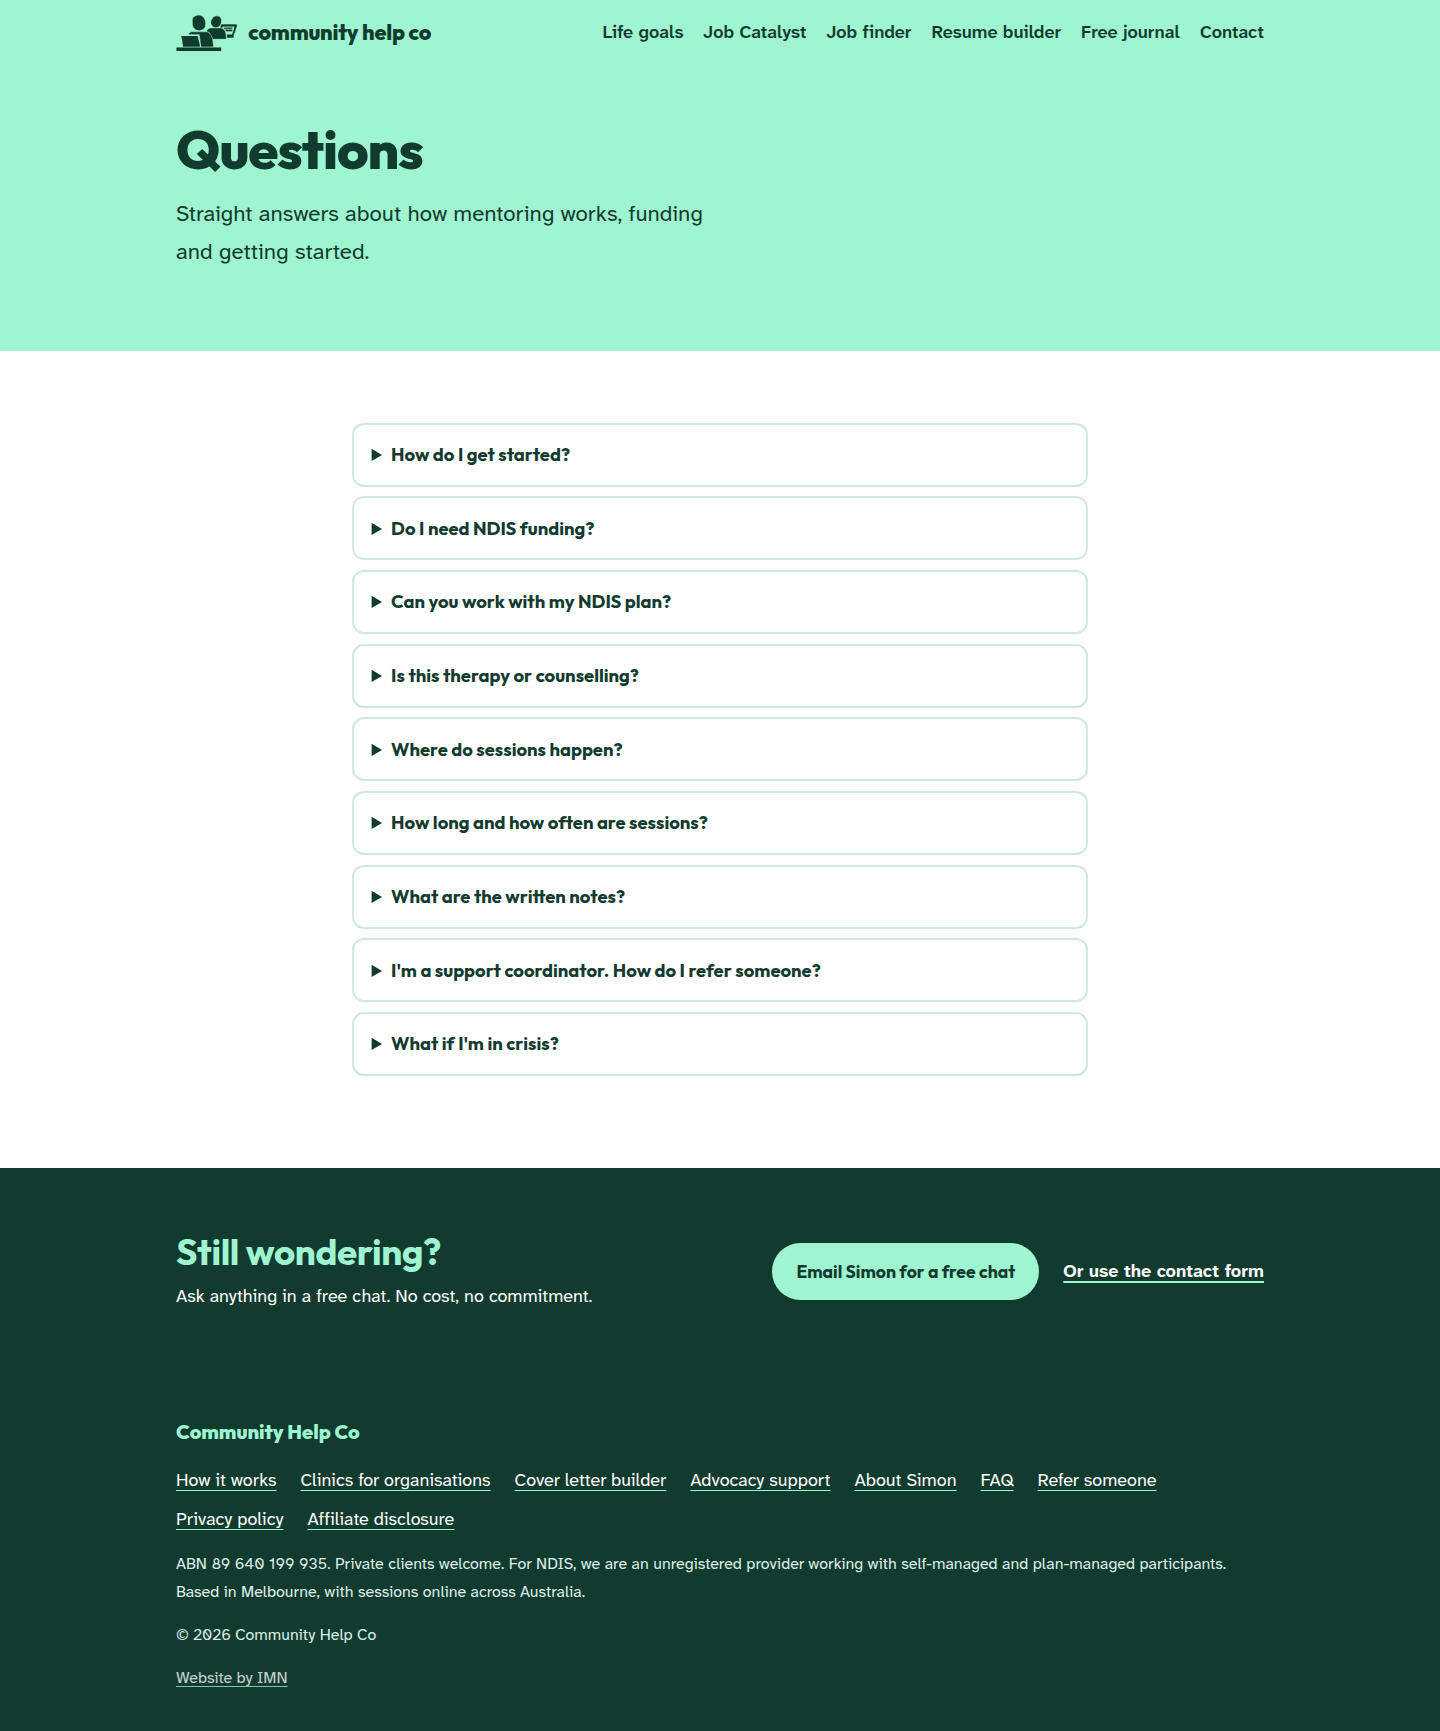 community help co
Life goals
Job Catalyst
Job finder
Resume builder
Free journal
Contact
Questions
Straight answers about how mentoring works, funding
and getting started.
How do I get started?
Do I need NDIS funding?
Can you work with my NDIS plan?
Is this therapy or counselling?
Where do sessions happen?
How long and how often are sessions?
What are the written notes?
I'm a support coordinator. How do I refer someone?
What if I'm in crisis?
Still wondering?
Ask anything in a free chat. No cost, no commitment.
Email Simon for a free chat
Or use the contact form
Community Help Co
How it works
Clinics for organisations
Cover letter builder
Advocacy support
About Simon
FAQ
Refer someone
Privacy policy
Affiliate disclosure
ABN 89 640 199 935. Private clients welcome. For NDIS, we are an unregistered provider working with self-managed and plan-managed participants.
Based in Melbourne, with sessions online across Australia.
© 2026 Community Help Co
Website by IMN